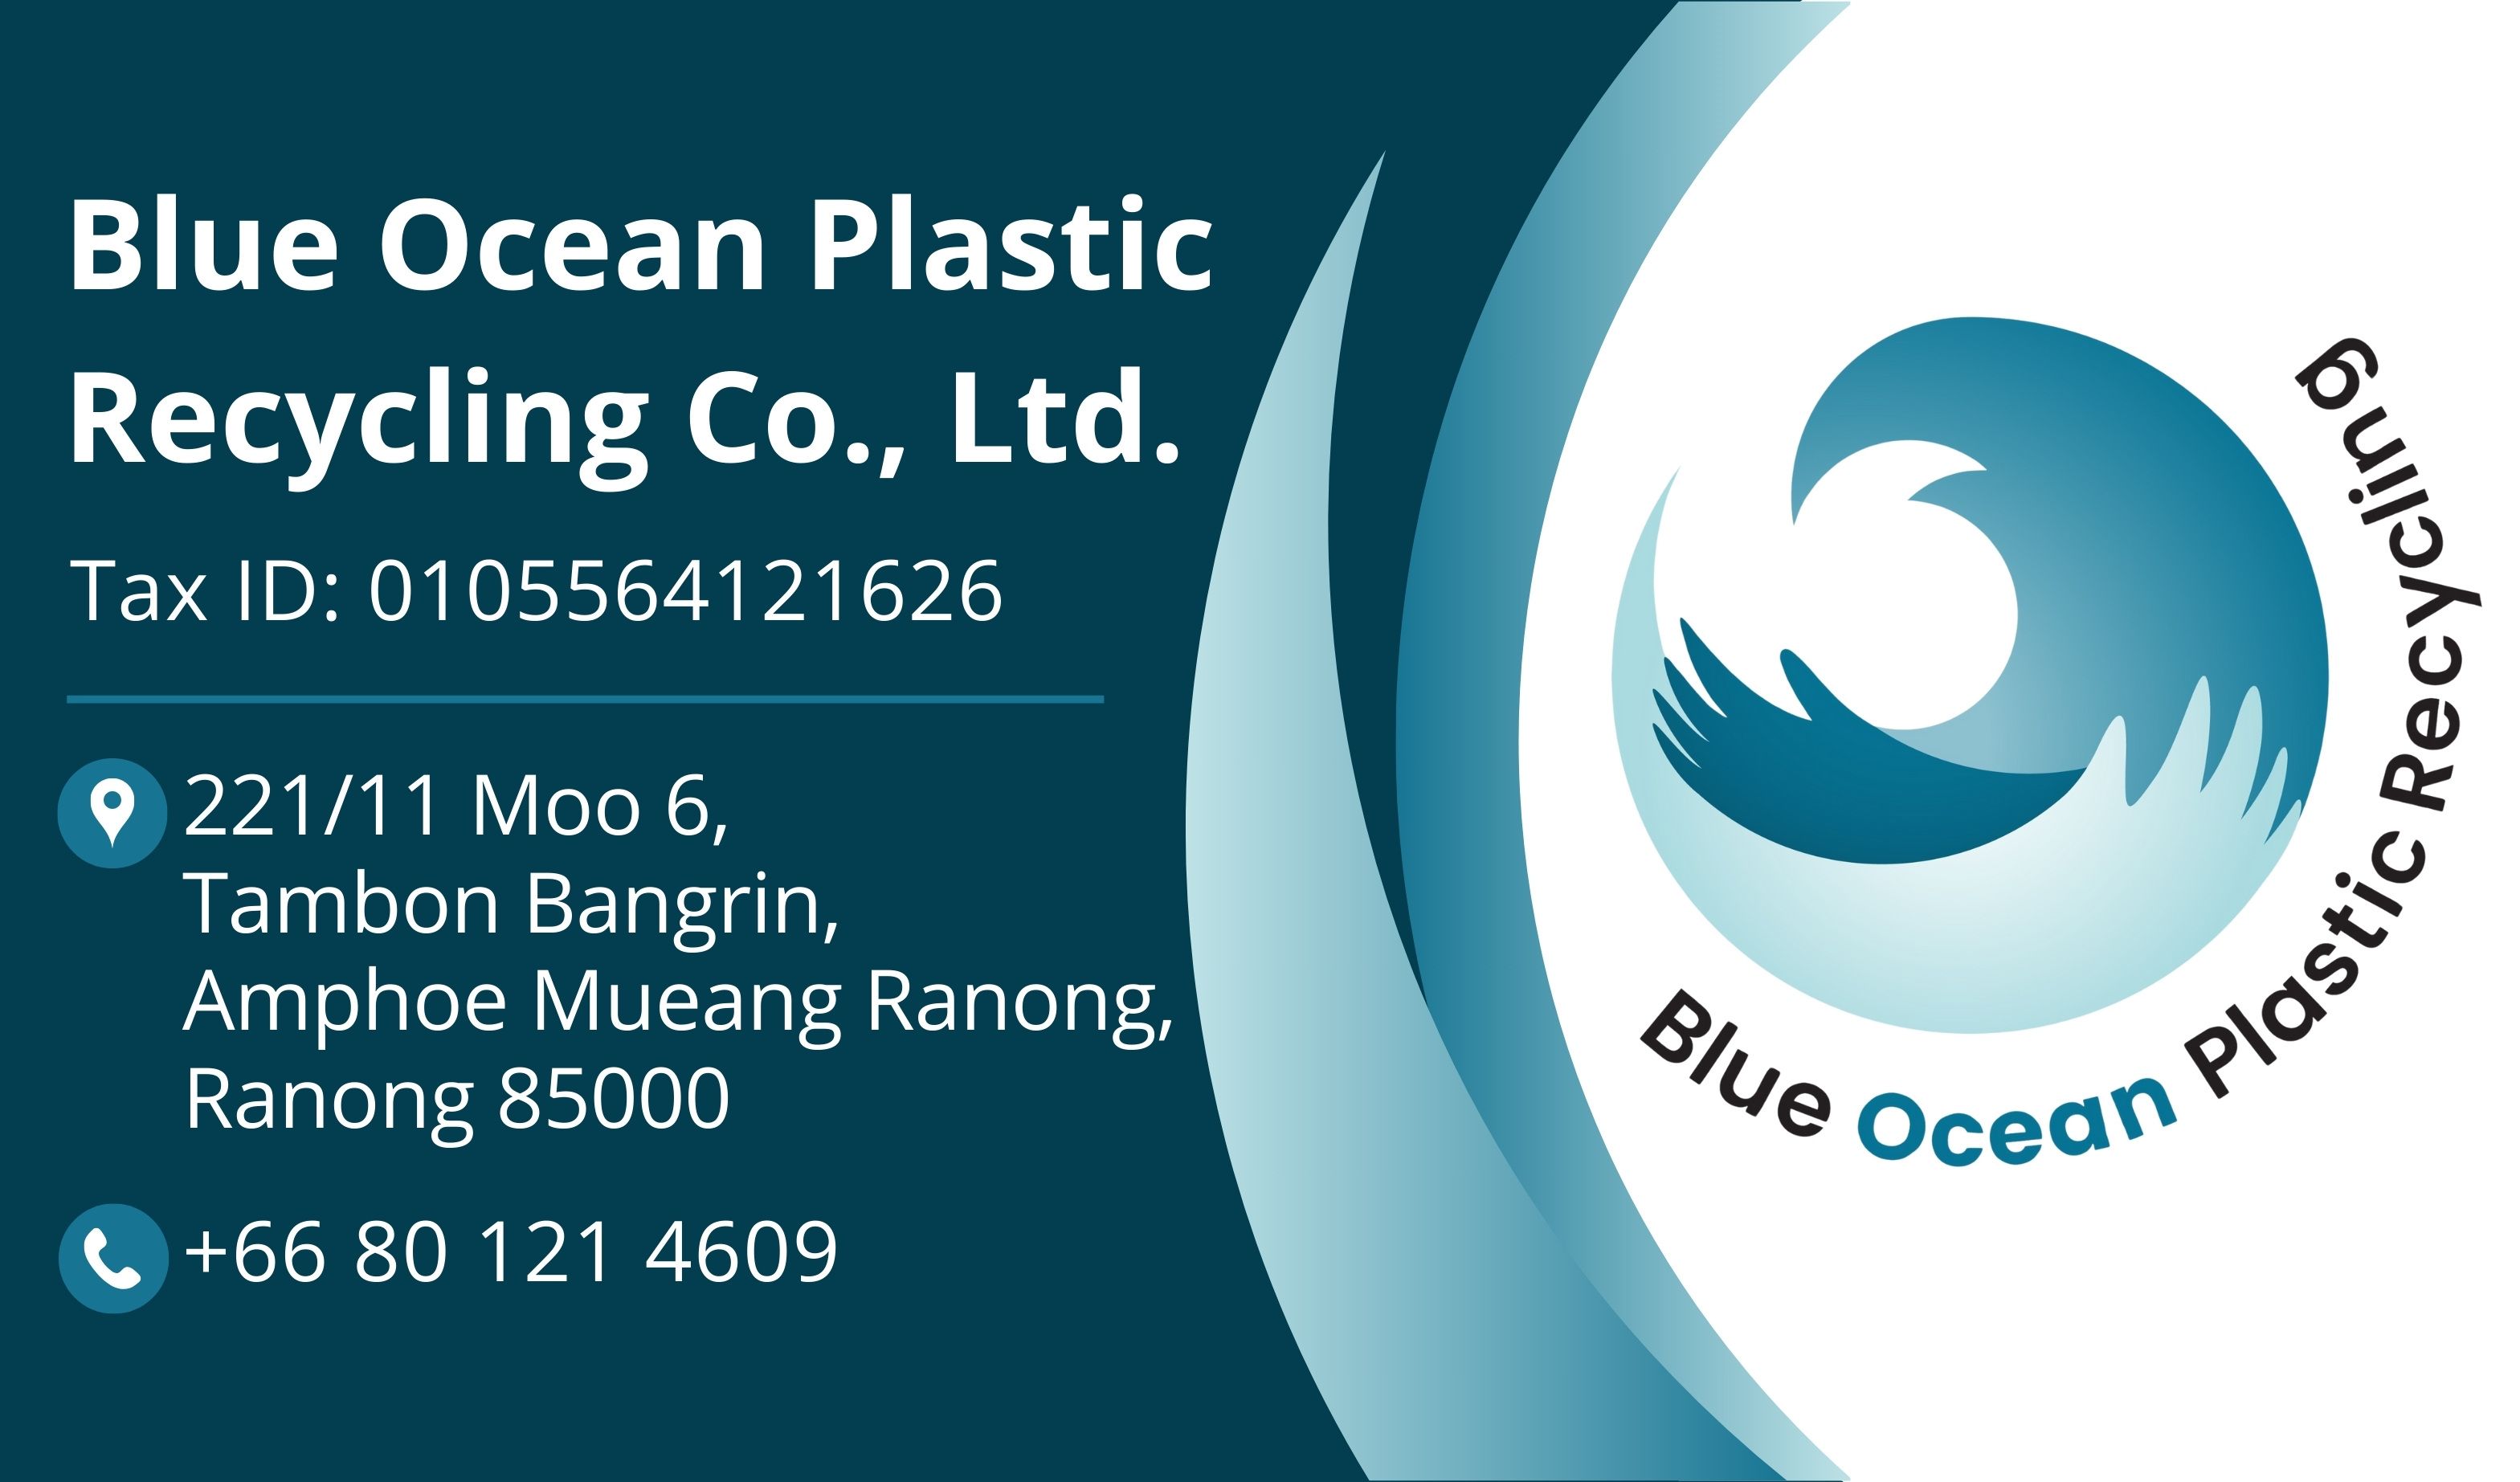 Blue Ocean Plastic
Recycling Co., Ltd.
Tax ID: 0105564121626
221/11 Moo 6,
Tambon Bangrin,
Amphoe Mueang Ranong,
Ranong 85000
+66 80 121 4609
Blue Ocean Plastic Recycling